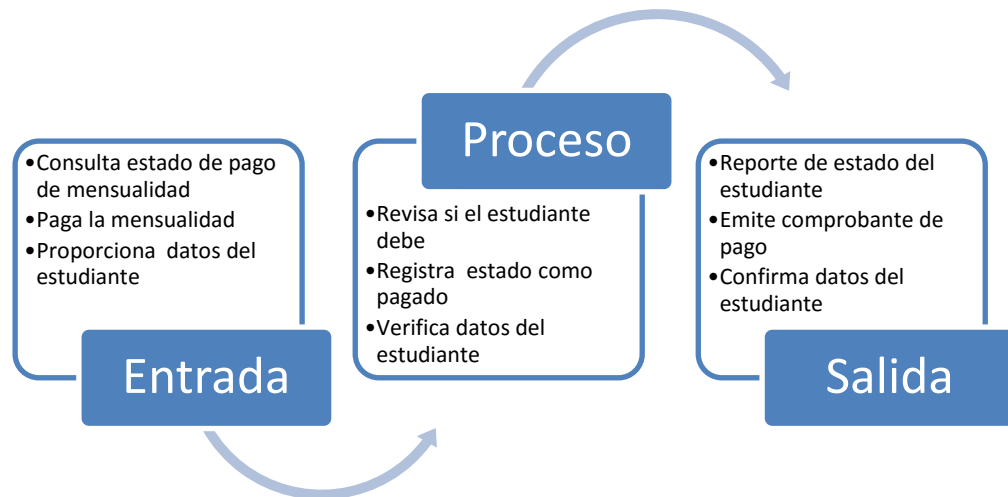 •Consulta estado de pago
de mensualidad
•Paga la mensualidad
•Proporciona datos del
estudiante
Entrada
Proceso
•Revisa si el estudiante
debe
•Registra estado como
pagado
•Verifica datos del
estudiante
•Reporte de estado del
estudiante
•Emite comprobante de
pago
•Confirma datos del
estudiante
Salida